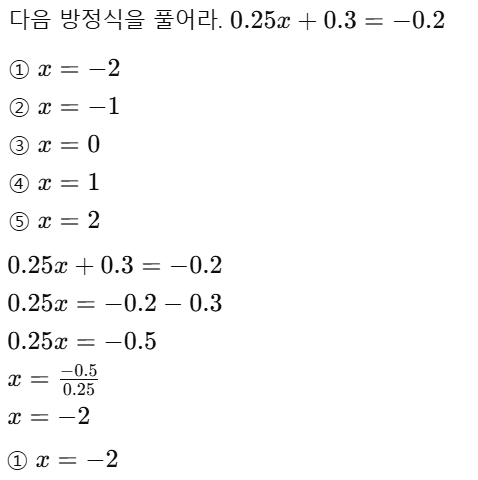 다음 방정식을 풀어라. 0.25x + 0.3 = −0.2
① x = −2
② x = −1
③ x = 0
④ x = 1
⑤ x = 2
0.25x + 0.3 = −0.2
0.25x = −0.2 − 0.3
0.25x = −0.5
x = \frac{−0.5}{0.25}
x = −2
① x = −2